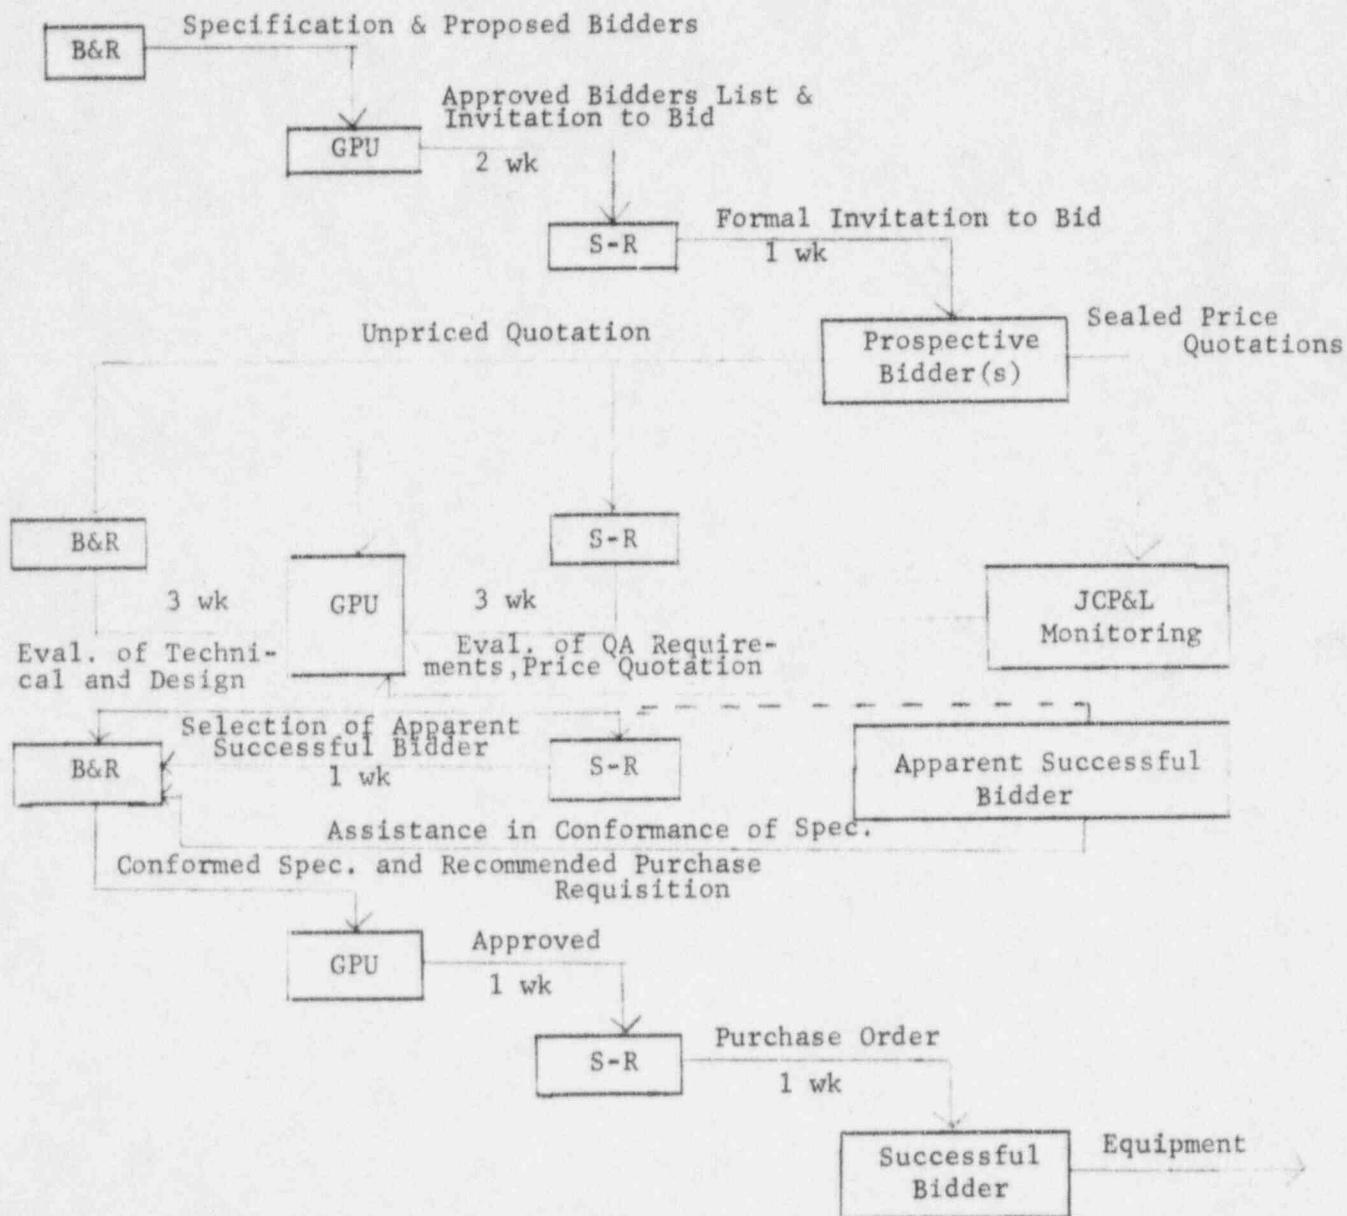 Specification & Proposed Bidders
B&R
Approved Bidders List &
Invitation to Bid
GPU
2 wk
Formal Invitation to Bid
S-R
1 wk
Unpriced Quotation
Sealed Price
Quotations
Prospective
Bidder(s)
B&R
S-R
3 wk
GPU
3 wk
JCP&L
Monitoring
Eval. of Techni-
cal and Design
Eval. of QA Require-
ments,Price Quotation
Selection of Apparent
Successful Bidder
B&R
1 wk
S-R
Apparent Successful
Bidder
Assistance in Conformance of Spec.
Conformed Spec. and Recommended Purchase
Requisition
GPU
Approved
1 wk
S-R
Purchase Order
1 wk
Successful
Bidder
Equipment